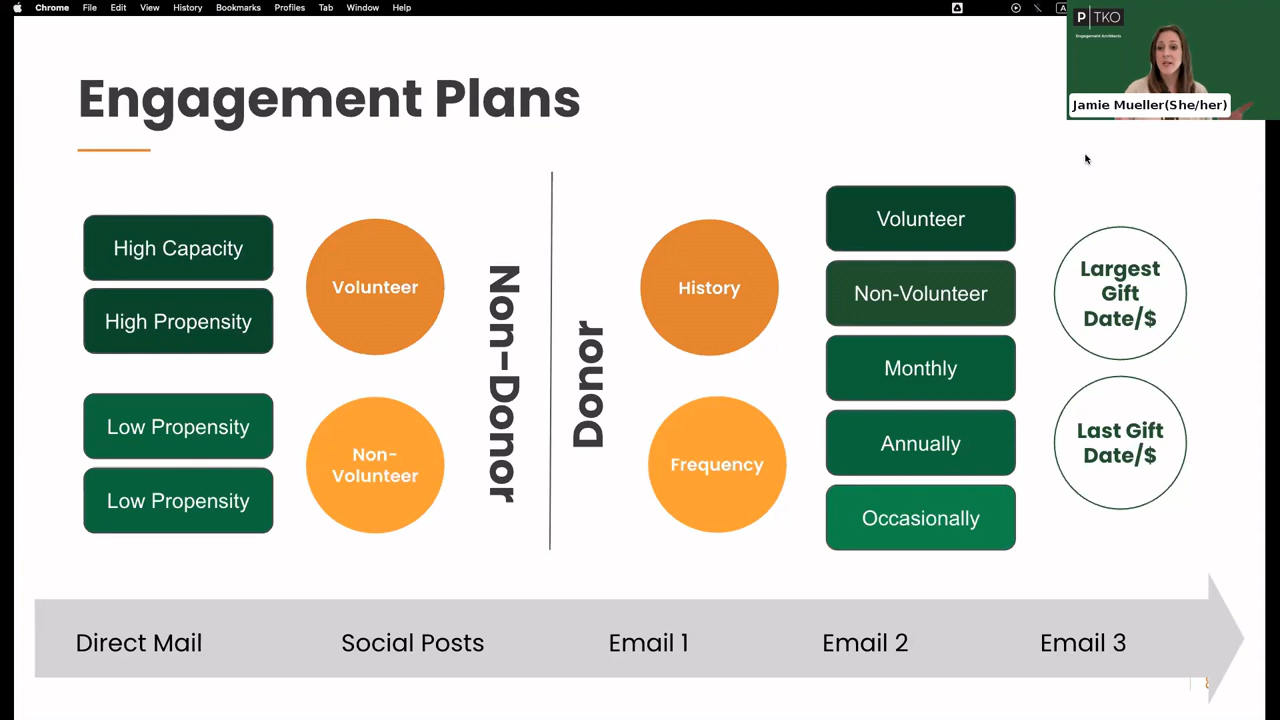 Chrome File Edit View History Bookmarks Profiles Tab Window Help
P TKO
Engagement Architects
Jamie Mueller(She/her)
Engagement Plans
High Capacity
High Propensity
Low Propensity
Low Propensity
Volunteer
Non-
Volunteer
Non-Donor
Donor
History
Frequency
Volunteer
Non-Volunteer
Monthly
Annually
Occasionally
Largest
Gift
Date/$
Last Gift
Date/$
Direct Mail Social Posts Email 1 Email 2 Email 3